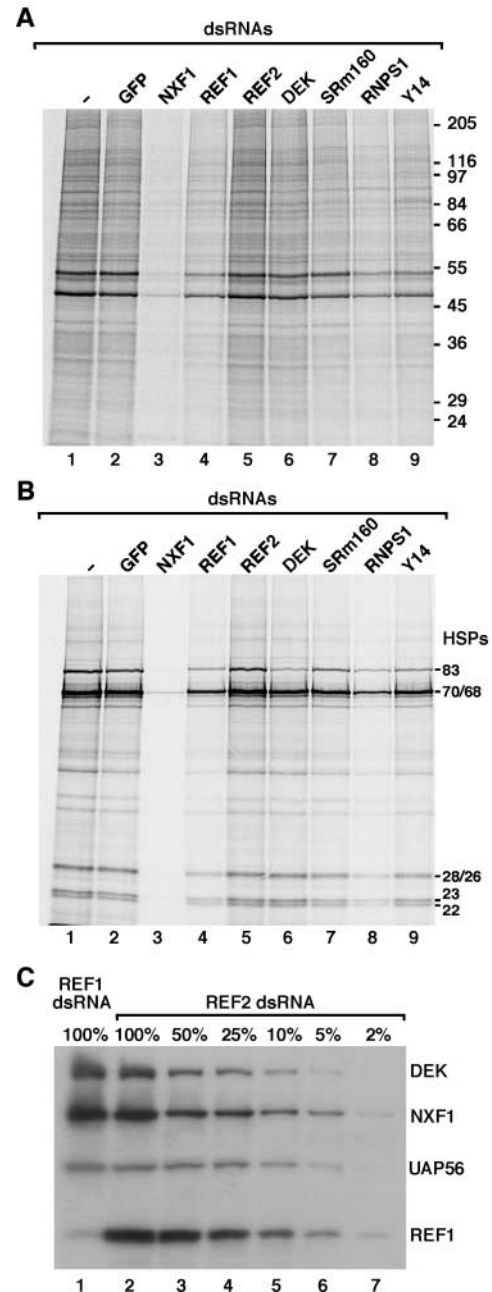 A
dsRNAs
- GFP NXF1 REF1 REF2 DEK SRm160 RNPS1 Y14
205
116
97
84
66
55
45
36
29
24
1 2 3 4 5 6 7 8 9
B
dsRNAs
- GFP NXF1 REF1 REF2 DEK SRm160 RNPS1 Y14
HSPs
83
70/68
28/26
23
22
1 2 3 4 5 6 7 8 9
C
REF1
dsRNA REF2 dsRNA
100% 100% 50% 25% 10% 5% 2%
DEK
NXF1
UAP56
REF1
1 2 3 4 5 6 7